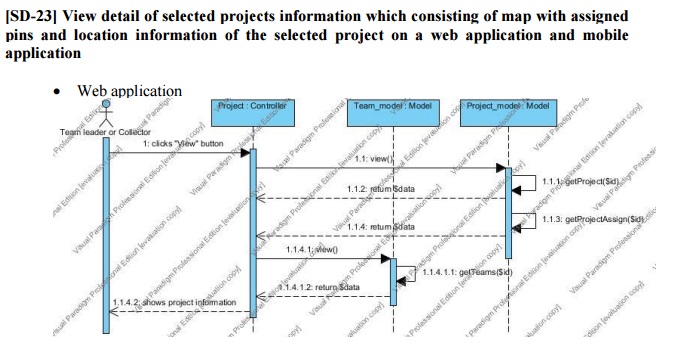 [SD-23] View detail of selected projects information which consisting of map with assigned
pins and location information of the selected project on a web application and mobile
application
• Web application
Project : Controller
Team_model : Model
Project_model : Model
Team leader or Collector
1: clicks "View" button
1.1: view()
1.1.1: getProject($id)
1.1.2: return $data
1.1.3: getProjectAssign($id)
1.1.4: return $data
1.1.4.1: view()
1.1.4.1.1: getTeams($id)
1.1.4.1.2: return $data
1.1.4.2: shows project information
Visual Paradigm Professional Edition [evaluation copy]